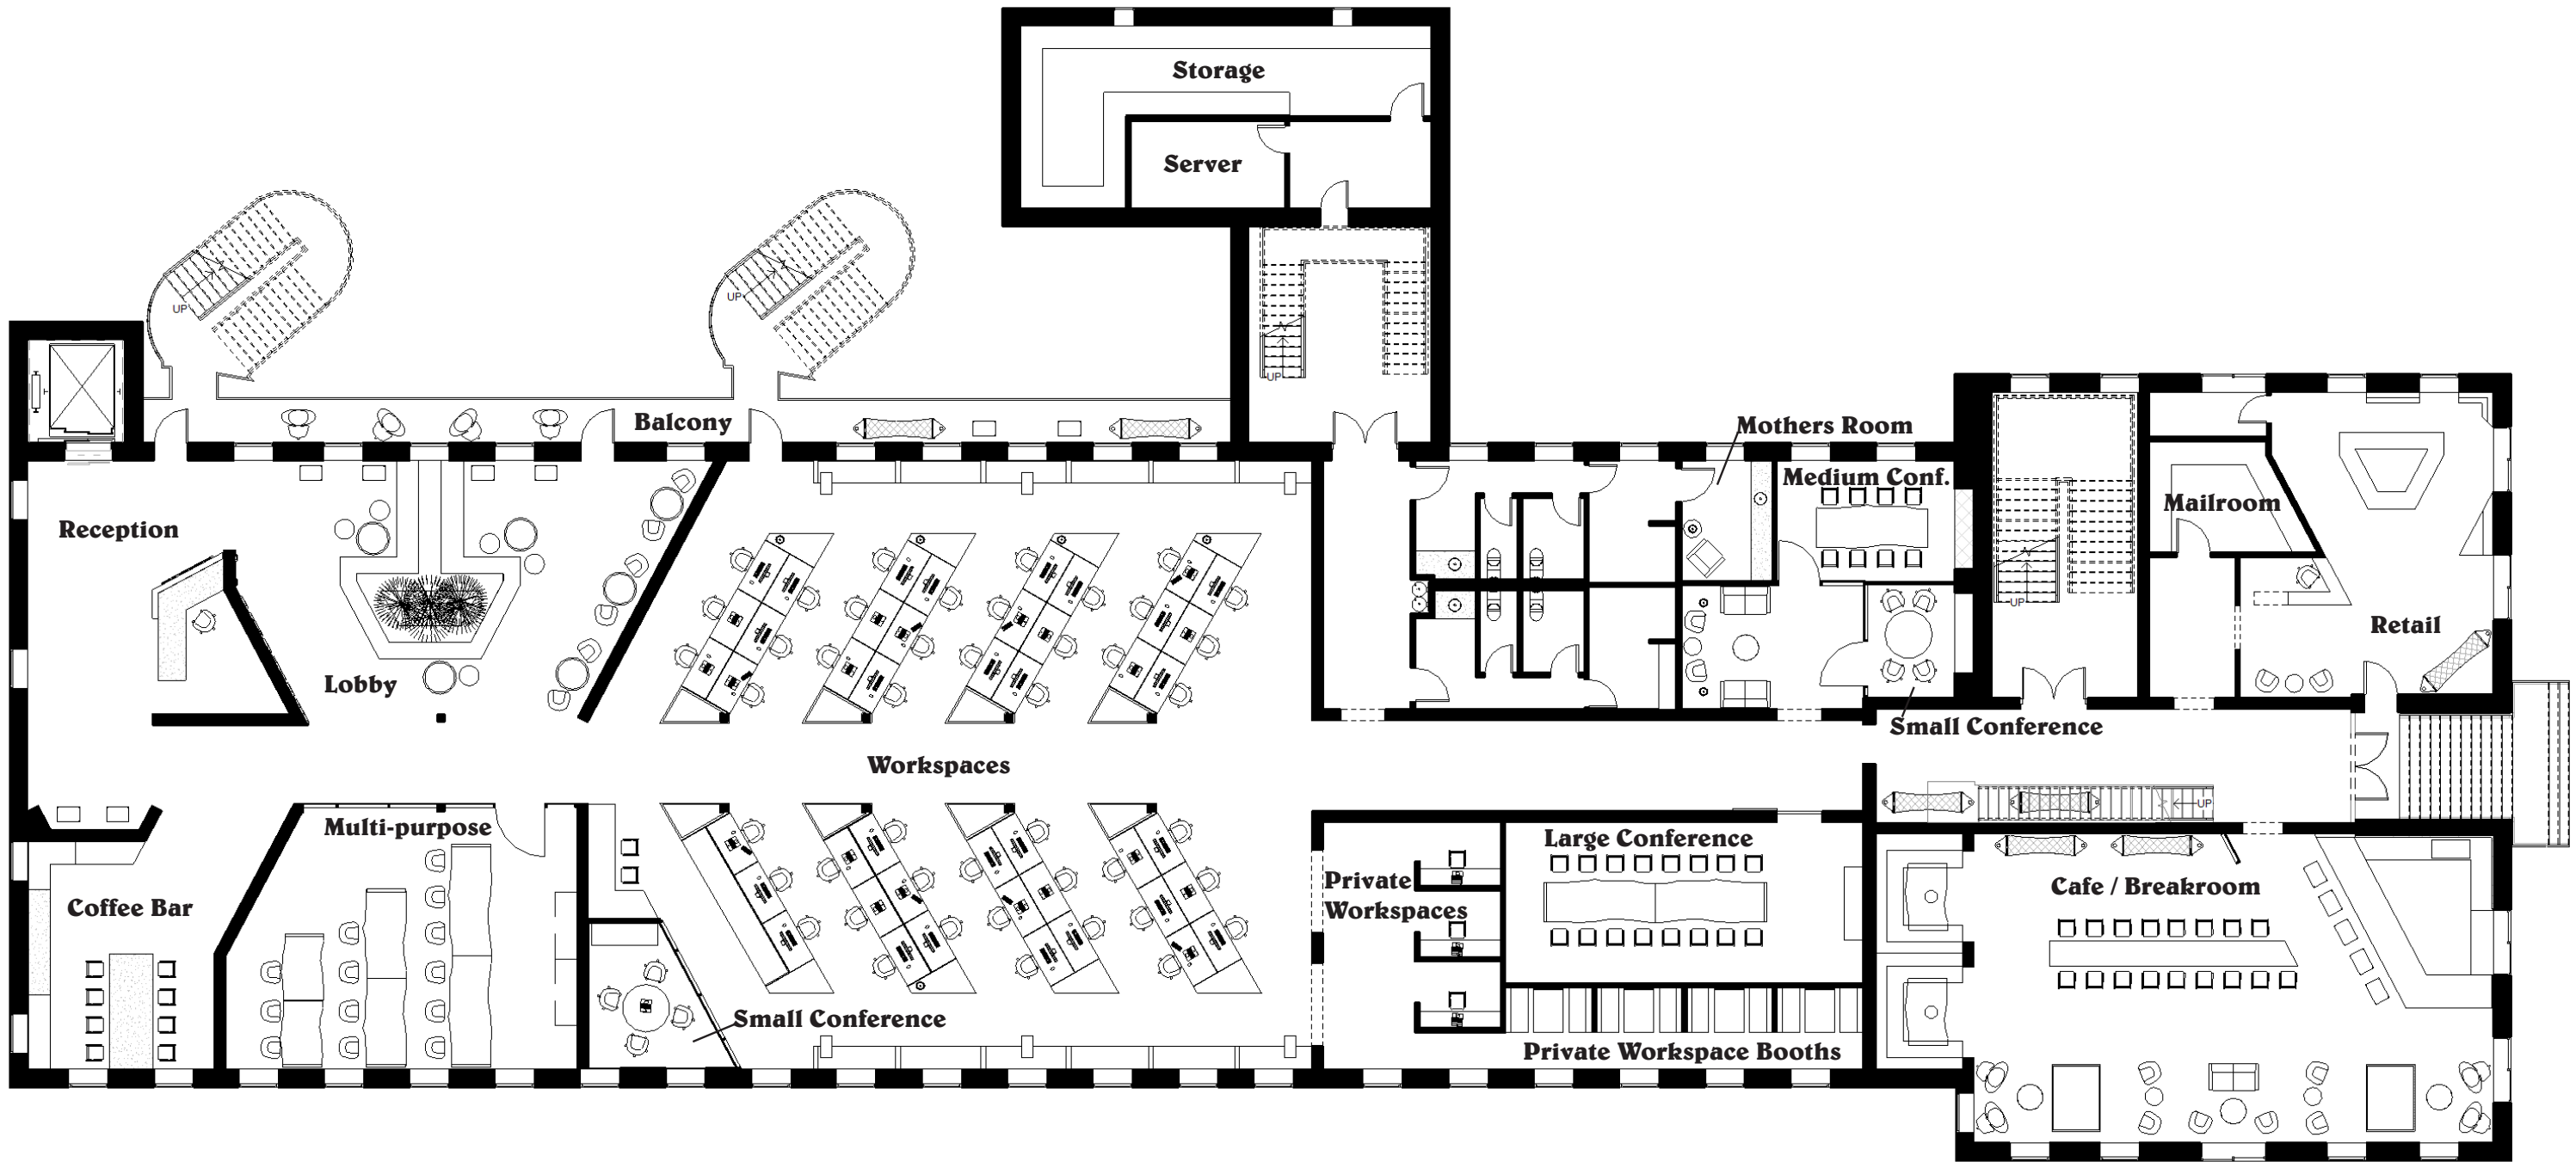 Storage
Server
UP
UP
UP
Balcony
Mothers Room
Medium Conf.
Mailroom
Reception
UP
Retail
Lobby
Small Conference
Workspaces
UP
Multi-purpose
Large Conference
Private
Workspaces
Cafe / Breakroom
Coffee Bar
Small Conference
Private Workspace Booths